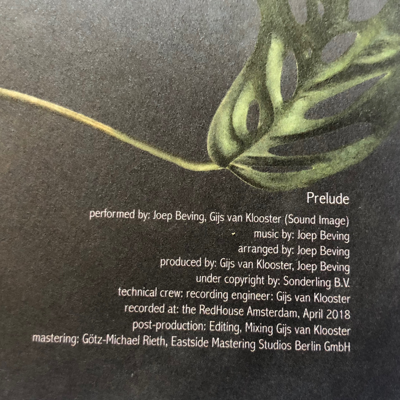 Prelude
performed by: Joep Beving, Gijs van Klooster (Sound Image)
music by: Joep Beving
arranged by: Joep Beving
produced by: Gijs van Klooster, Joep Beving
under copyright by: Sonderling B.V.
technical crew: recording engineer: Gijs van Klooster
recorded at: the RedHouse Amsterdam, April 2018
post-production: Editing, Mixing Gijs van Klooster
mastering: Götz-Michael Rieth, Eastside Mastering Studios Berlin GmbH